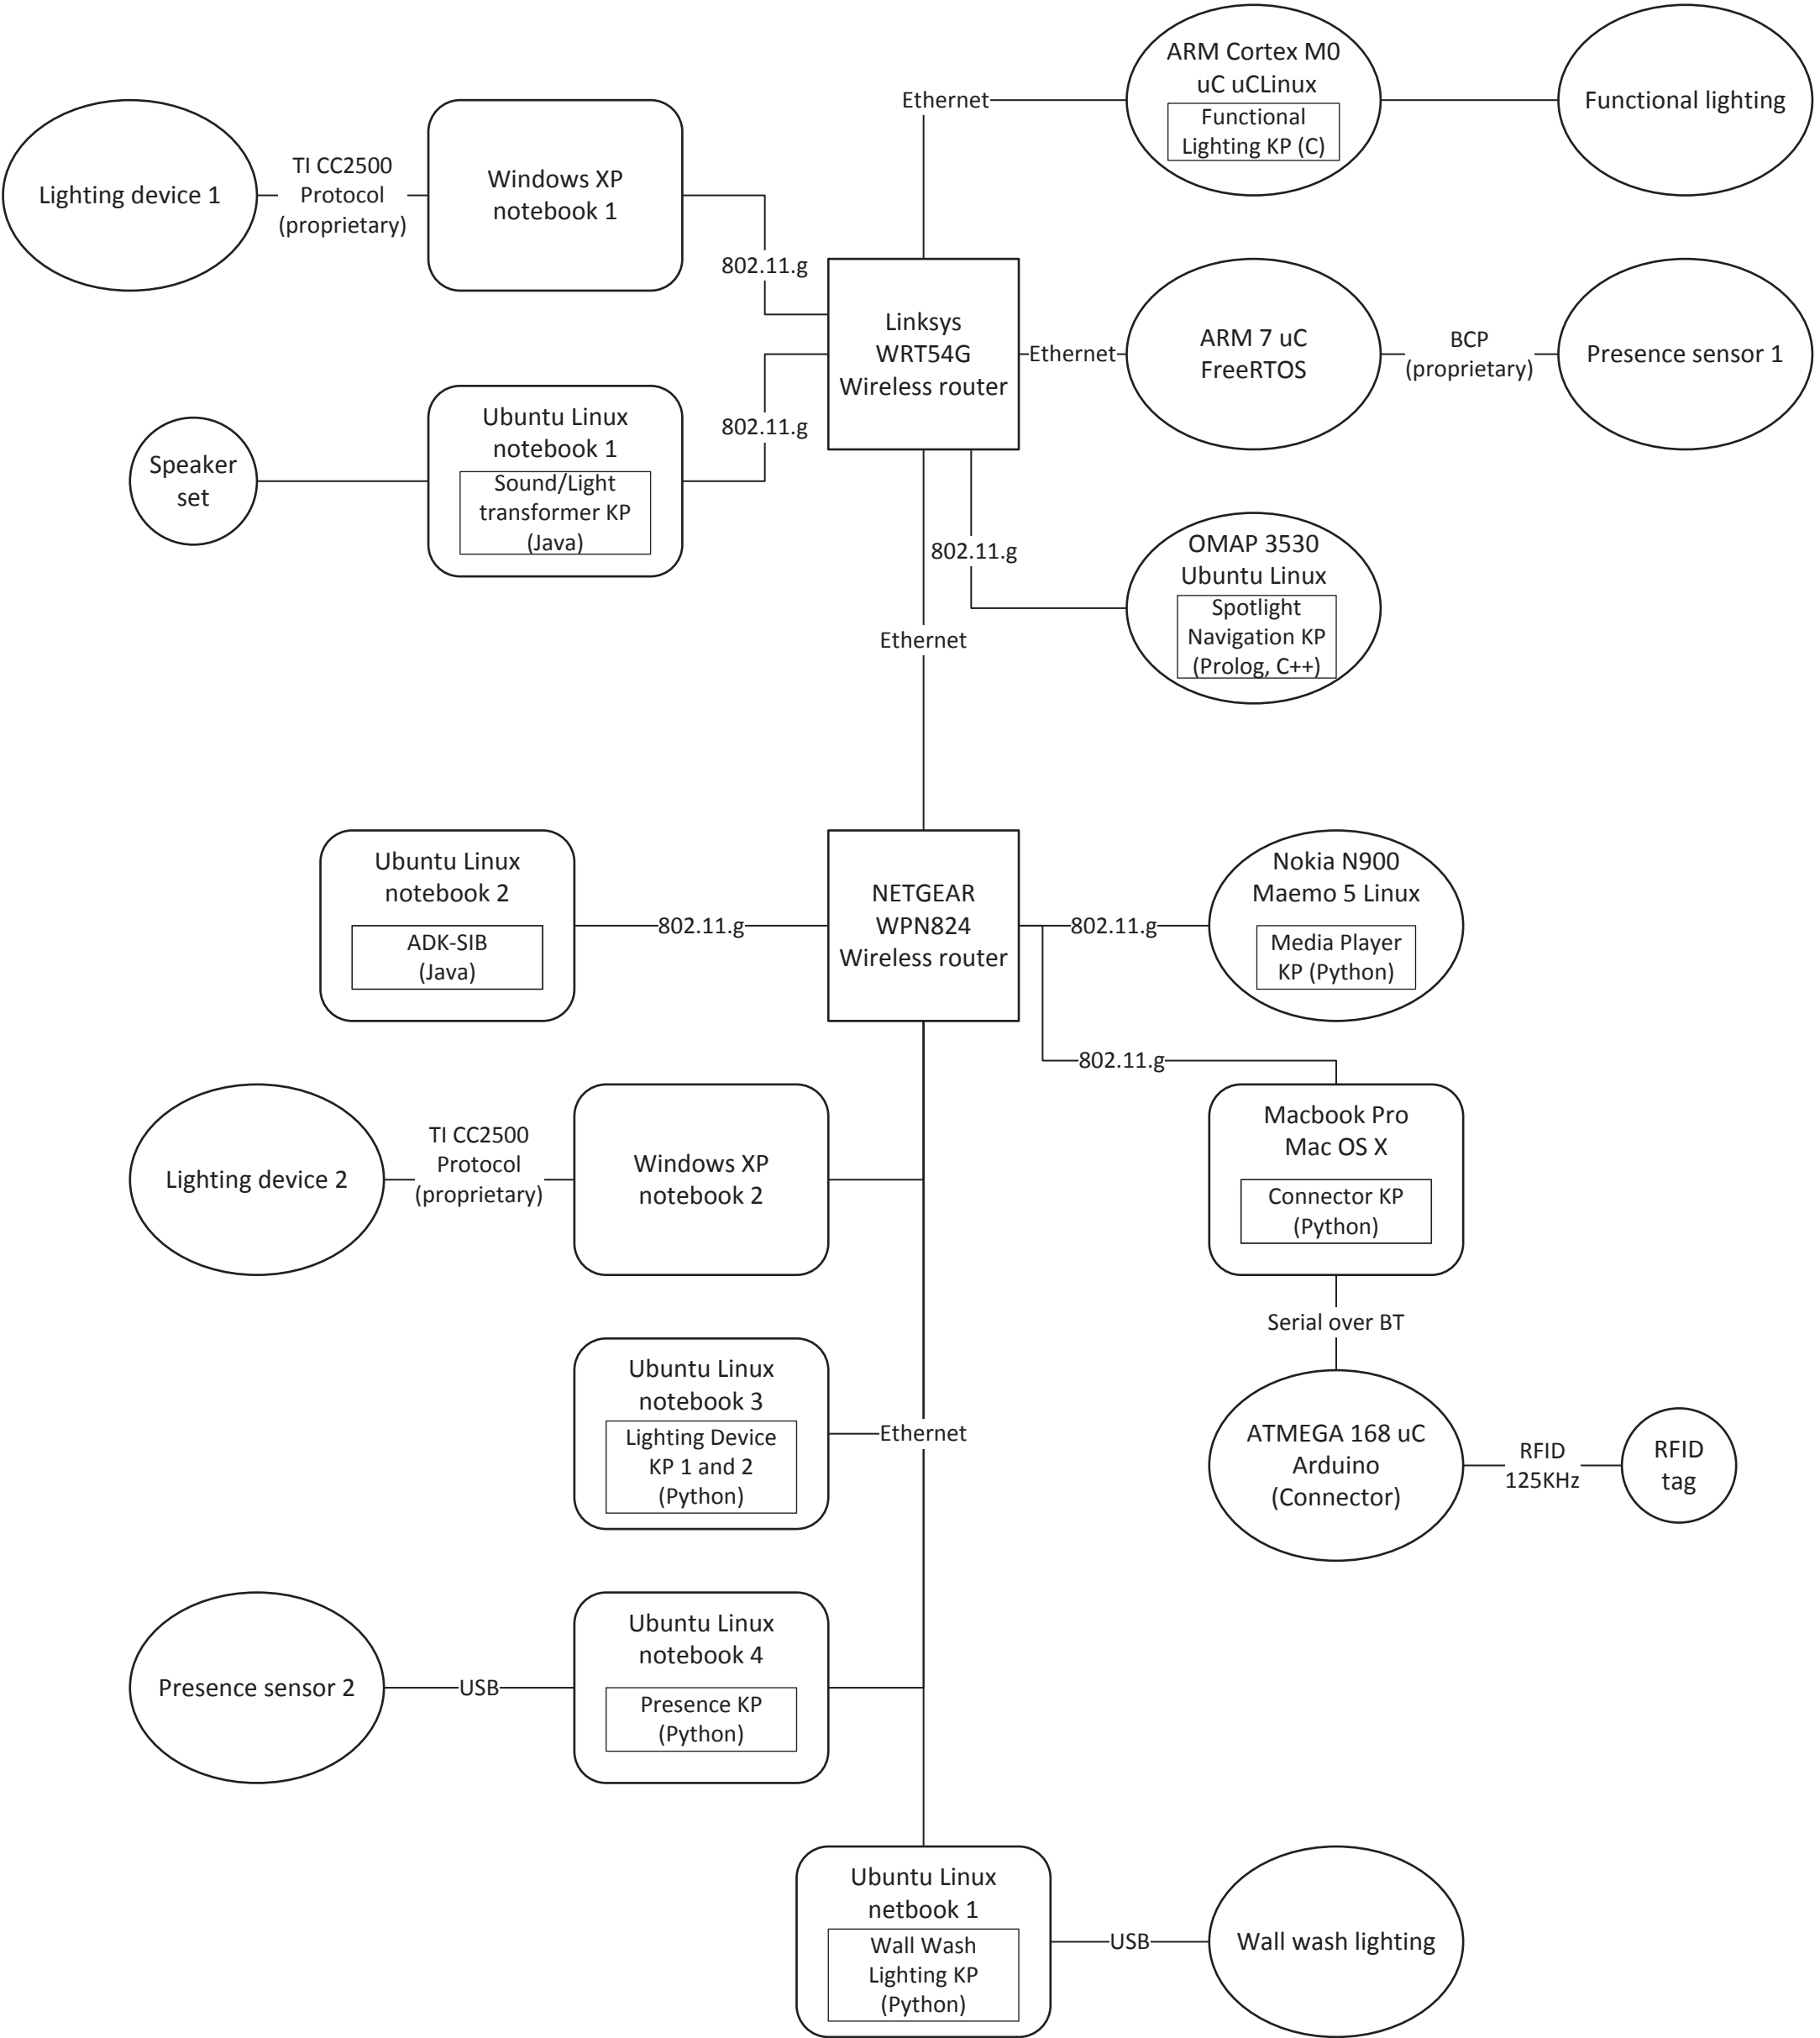 ARM Cortex M0
uC uCLinux
Functional
Lighting KP (C)
Ethernet
Functional lighting
Lighting device 1
TI CC2500
Protocol
(proprietary)
Windows XP
notebook 1
802.11.g
Linksys
WRT54G
Wireless router
Ethernet
ARM 7 uC
FreeRTOS
BCP
(proprietary)
Presence sensor 1
Speaker
set
Ubuntu Linux
notebook 1
Sound/Light
transformer KP
(Java)
802.11.g
802.11.g
OMAP 3530
Ubuntu Linux
Spotlight
Navigation KP
(Prolog, C++)
Ethernet
Ubuntu Linux
notebook 2
ADK-SIB
(Java)
802.11.g
NETGEAR
WPN824
Wireless router
802.11.g
Nokia N900
Maemo 5 Linux
Media Player
KP (Python)
802.11.g
Macbook Pro
Mac OS X
Connector KP
(Python)
Lighting device 2
TI CC2500
Protocol
(proprietary)
Windows XP
notebook 2
Serial over BT
Ubuntu Linux
notebook 3
Lighting Device
KP 1 and 2
(Python)
Ethernet
ATMEGA 168 uC
Arduino
(Connector)
RFID
125KHz
RFID
tag
Presence sensor 2
USB
Ubuntu Linux
notebook 4
Presence KP
(Python)
Ubuntu Linux
netbook 1
Wall Wash
Lighting KP
(Python)
USB
Wall wash lighting